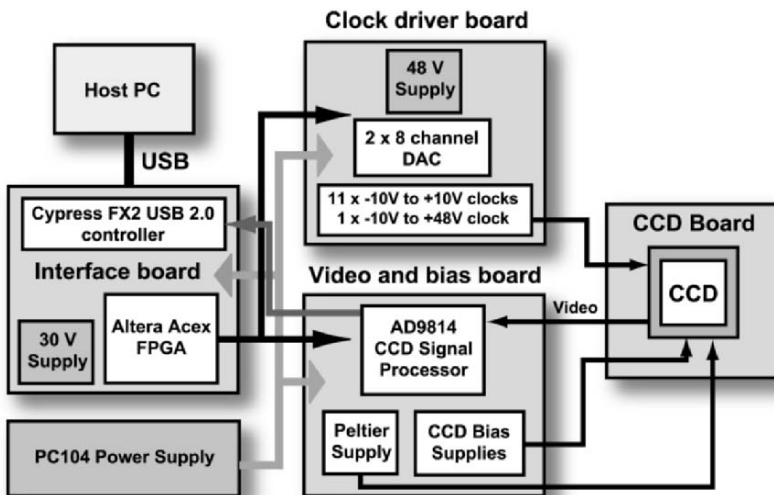 Clock driver board
Host PC
48 V
Supply
2 x 8 channel
DAC
USB
11 x -10V to +10V clocks
1 x -10V to +48V clock
Cypress FX2 USB 2.0
controller
CCD Board
Interface board
Video and bias board
CCD
Video
30 V
Supply
Altera Acex
FPGA
AD9814
CCD Signal
Processor
Peltier
Supply
CCD Bias
Supplies
PC104 Power Supply